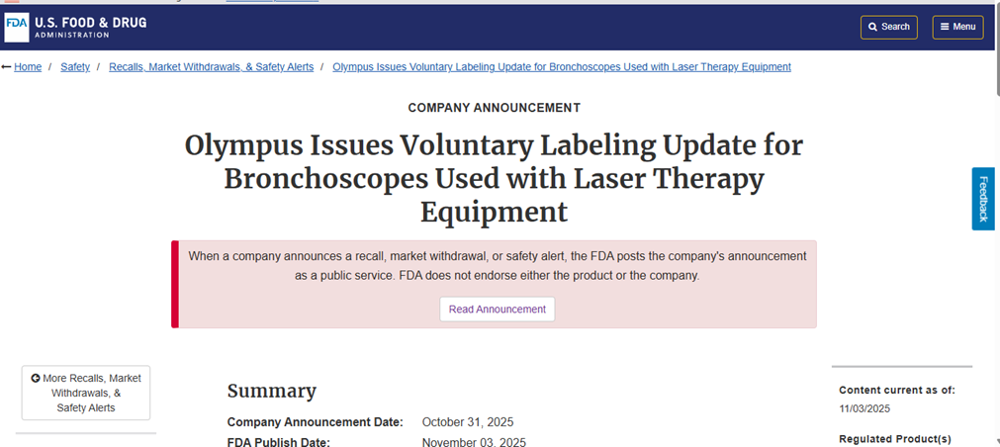 FDA U.S. FOOD & DRUG
ADMINISTRATION
Search
Menu
Home / Safety / Recalls, Market Withdrawals, & Safety Alerts / Olympus Issues Voluntary Labeling Update for Bronchoscopes Used with Laser Therapy Equipment
COMPANY ANNOUNCEMENT
Olympus Issues Voluntary Labeling Update for
Bronchoscopes Used with Laser Therapy
Equipment
Feedback
When a company announces a recall, market withdrawal, or safety alert, the FDA posts the company's announcement
as a public service. FDA does not endorse either the product or the company.
Read Announcement
More Recalls, Market
Withdrawals, &
Safety Alerts
Summary
Company Announcement Date: October 31, 2025
FDA Publish Date: November 03, 2025
Content current as of:
11/03/2025
Regulated Product(s)